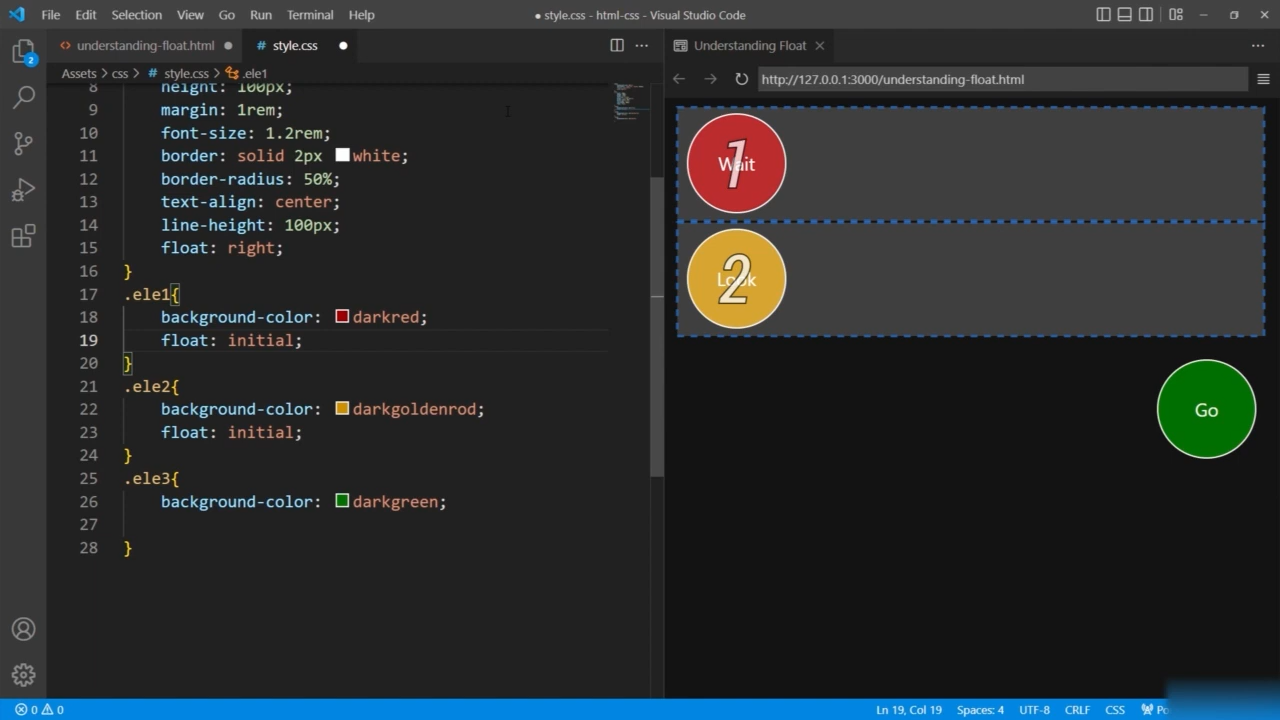 File Edit Selection View Go Run Terminal Help
● style.css - html-css - Visual Studio Code
understanding-float.html
# style.css
Understanding Float
Assets > css > # style.css > .ele1
http://127.0.0.1:3000/understanding-float.html
2
8 height: 100px;
9 margin: 1rem;
10 font-size: 1.2rem;
11 border: solid 2px white;
12 border-radius: 50%;
13 text-align: center;
14 line-height: 100px;
15 float: right;
16 }
17 .ele1{
18 background-color: darkred;
19 float: initial;
20 }
21 .ele2{
22 background-color: darkgoldenrod;
23 float: initial;
24 }
25 .ele3{
26 background-color: darkgreen;
27
28 }
Wait
1
Look
2
Go
0 0
Ln 19, Col 19 Spaces: 4 UTF-8 CRLF CSS